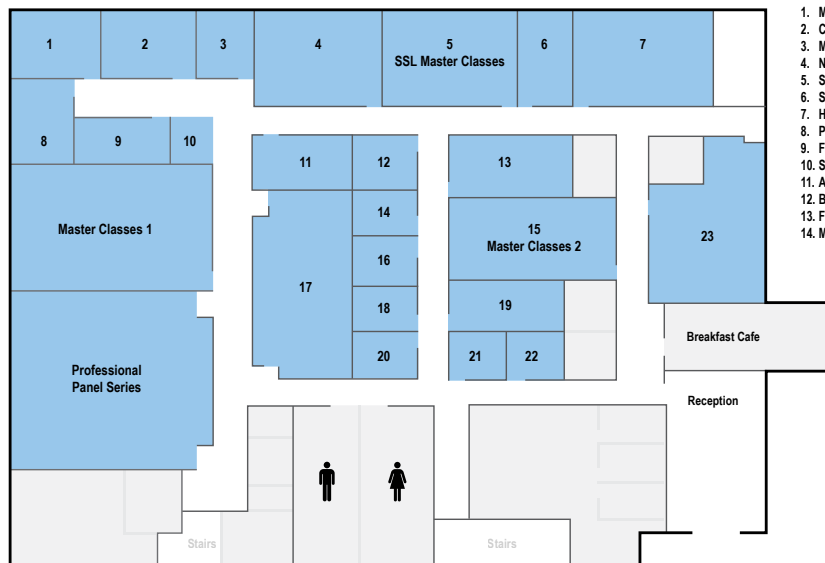 1
2
3
4
5
SSL Master Classes
6
7
8
9
10
11
12
13
14
15
Master Classes 2
16
17
18
19
20
21
22
23
Master Classes 1
Professional
Panel Series
Breakfast Cafe
Reception
Stairs
Stairs
1. M
2. C
3. M
4. N
5. S
6. S
7. H
8. P
9. F
10. S
11. A
12. B
13. F
14. M